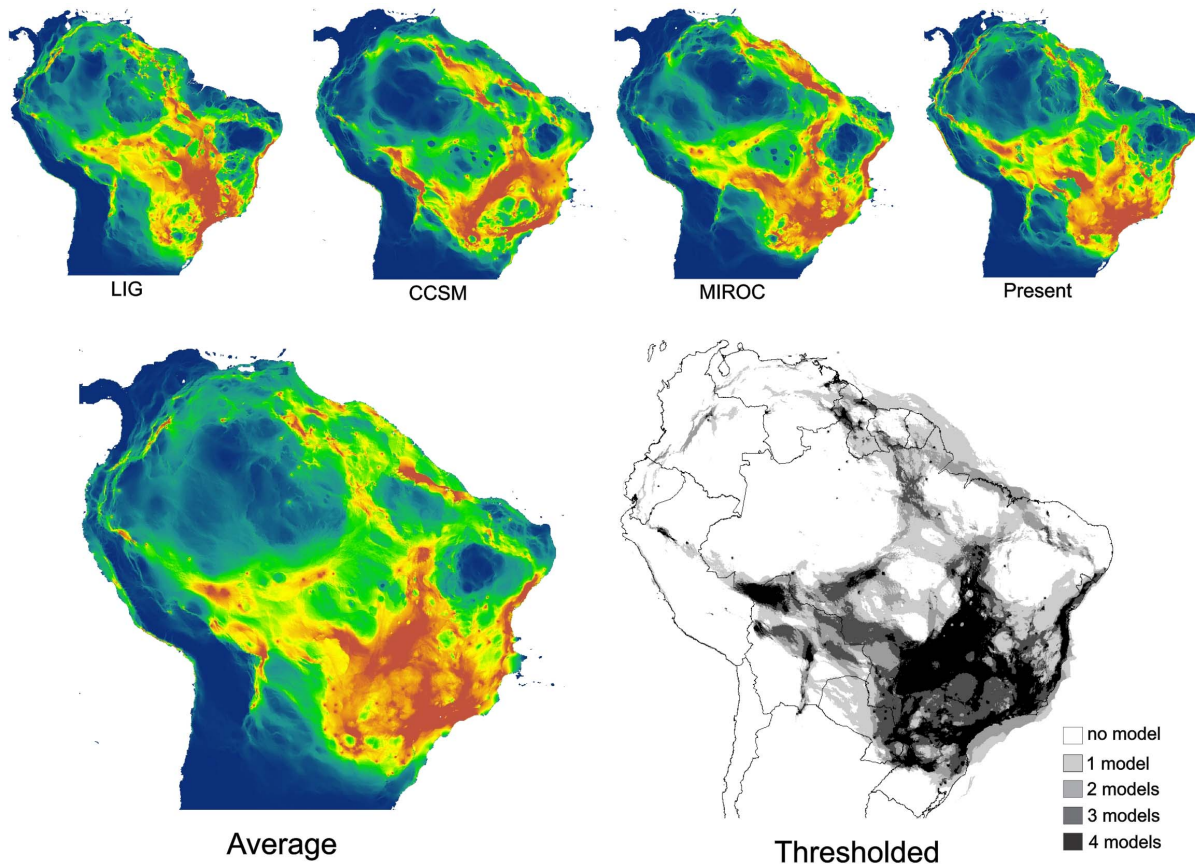 LIG
CCSM
MIROC
Present
Average
Thresholded
no model
1 model
2 models
3 models
4 models